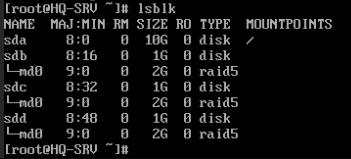 [root@HQ-SRV ~]# lsblk
NAME MAJ:MIN RM SIZE RO TYPE MOUNTPOINTS
sda 8:0 0 10G 0 disk /
sdb 8:16 0 1G 0 disk
└─md0 9:0 0 2G 0 raid5
sdc 8:32 0 1G 0 disk
└─md0 9:0 0 2G 0 raid5
sdd 8:48 0 1G 0 disk
└─md0 9:0 0 2G 0 raid5
[root@HQ-SRV ~]#